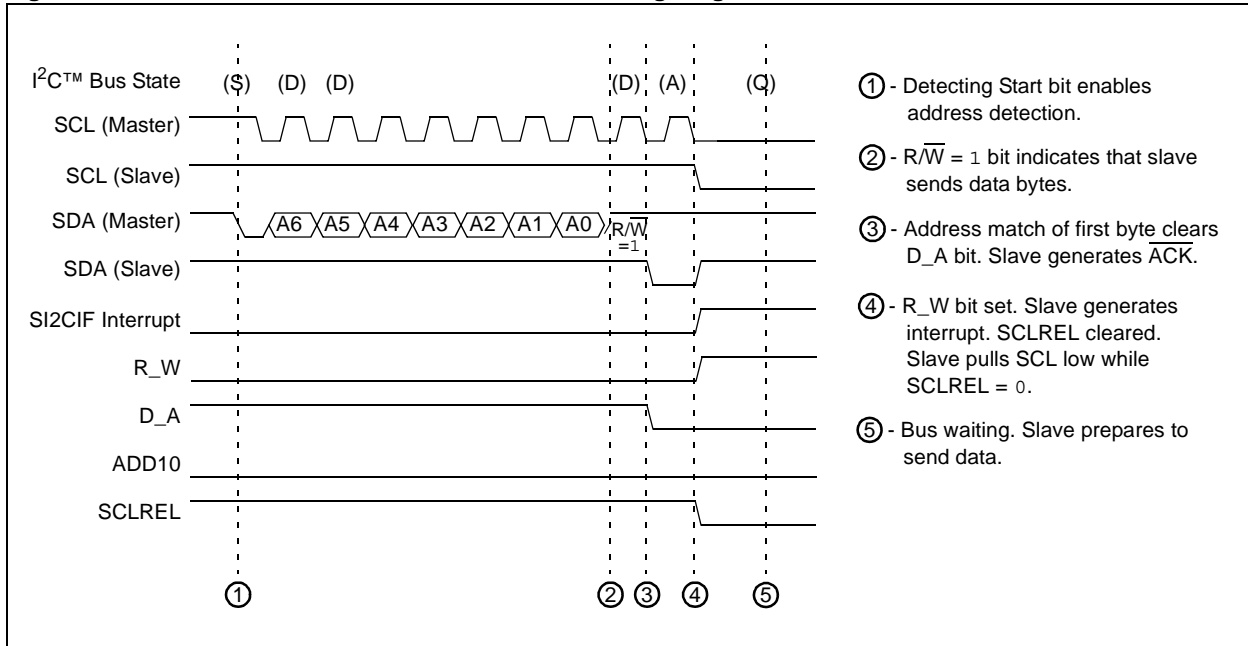 I2C™ Bus State (S) (D) (D) (D) (A) (Q)
SCL (Master)
SCL (Slave)
SDA (Master) A6 A5 A4 A3 A2 A1 A0 R/W
=1
SDA (Slave)
SI2CIF Interrupt
R_W
D_A
ADD10
SCLREL
1 2 3 4 5
1 - Detecting Start bit enables
address detection.
2 - R/W = 1 bit indicates that slave
sends data bytes.
3 - Address match of first byte clears
D_A bit. Slave generates ACK.
4 - R_W bit set. Slave generates
interrupt. SCLREL cleared.
Slave pulls SCL low while
SCLREL = 0.
5 - Bus waiting. Slave prepares to
send data.